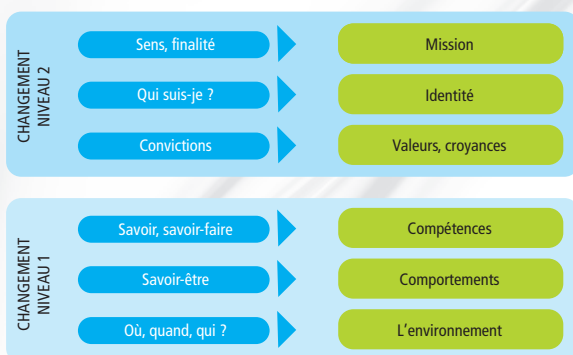 CHANGEMENT
NIVEAU 2
Sens, finalité
Mission
Qui suis-je ?
Identité
Convictions
Valeurs, croyances
CHANGEMENT
NIVEAU 1
Savoir, savoir-faire
Compétences
Savoir-être
Comportements
Où, quand, qui ?
L'environnement